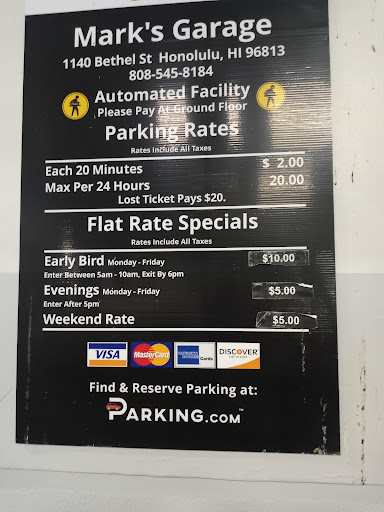 Mark's Garage
1140 Bethel St Honolulu, HI 96813
808-545-8184
Automated Facility
Please Pay At Ground Floor
Parking Rates
Rates Include All Taxes
Each 20 Minutes $ 2.00
Max Per 24 Hours 20.00
Lost Ticket Pays $20.
Flat Rate Specials
Rates Include All Taxes
Early Bird Monday - Friday $10.00
Enter Between 5am - 10am, Exit By 6pm
Evenings Monday - Friday $5.00
Enter After 5pm
Weekend Rate $5.00
VISA MasterCard AMERICAN EXPRESS Cards DISCOVER
Find & Reserve Parking at:
PARKING.COM™